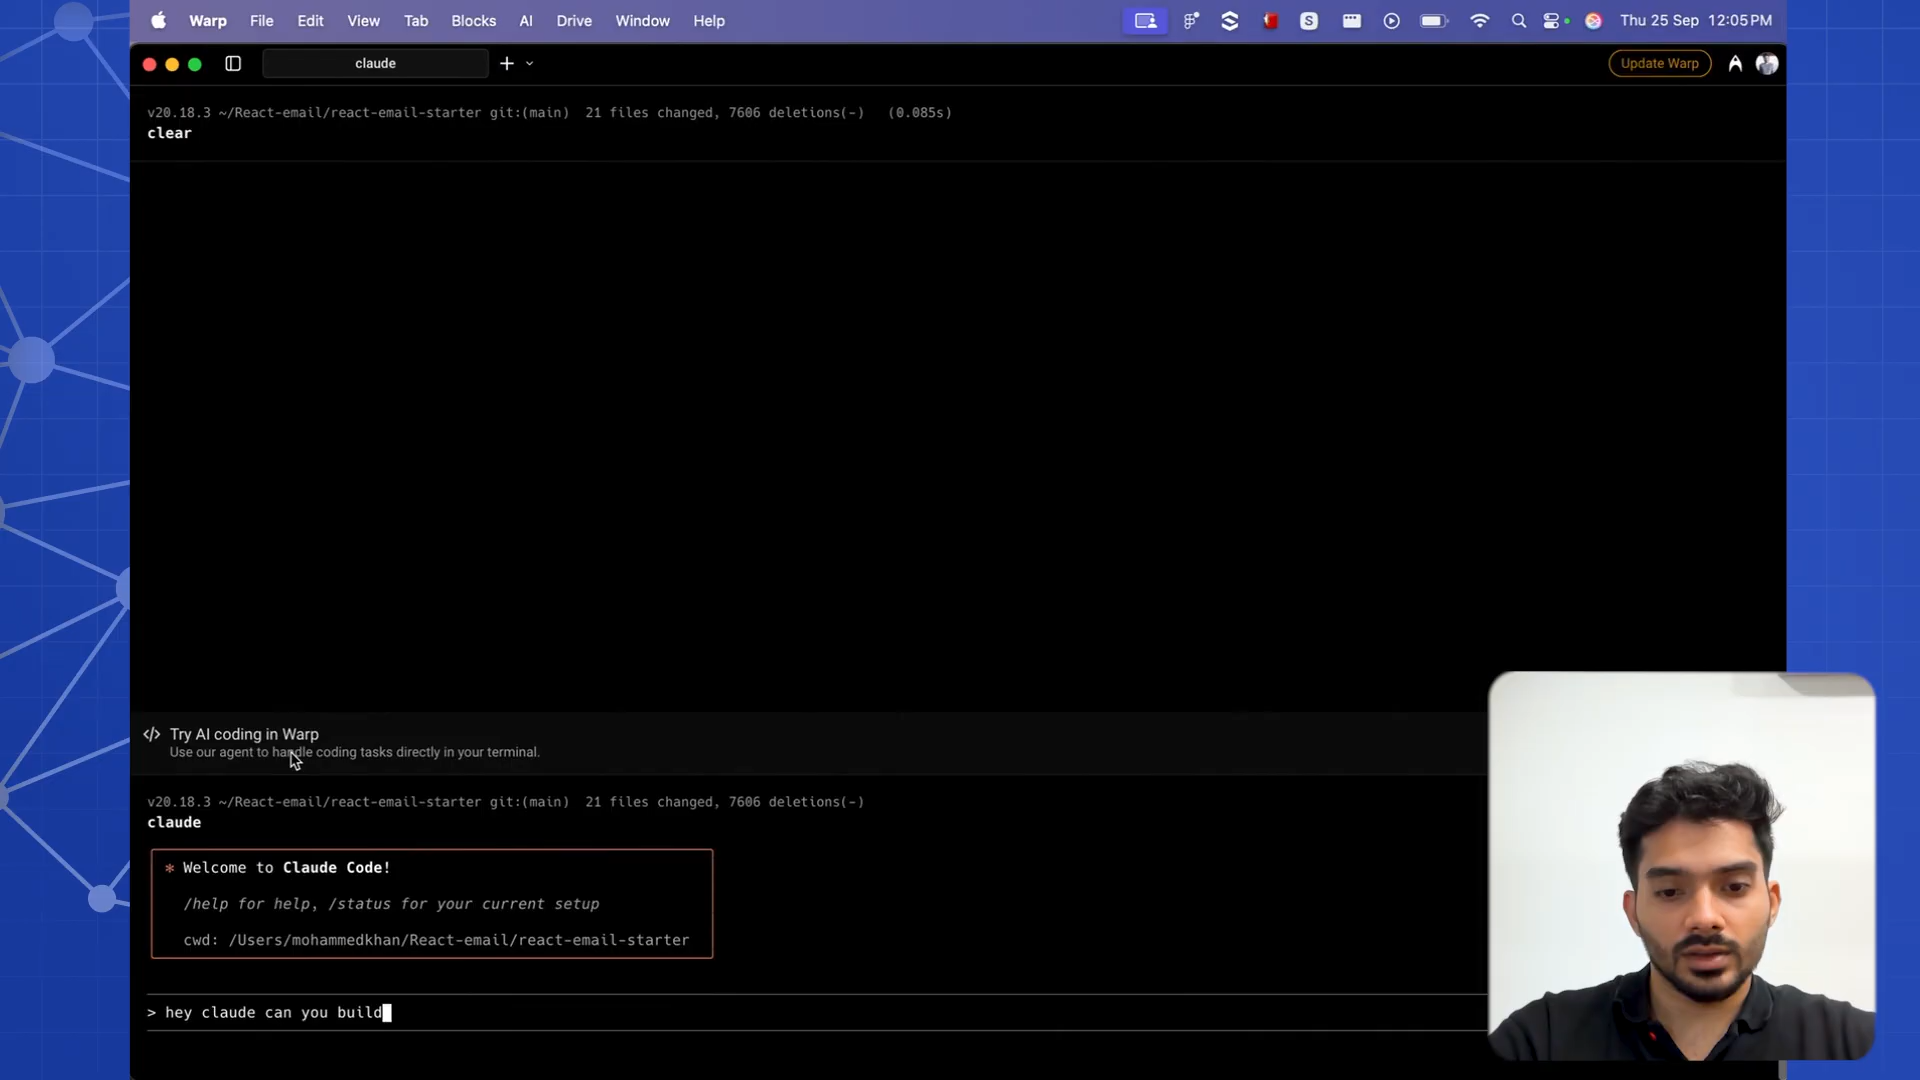 Warp File Edit View Tab Blocks AI Drive Window Help
S
Thu 25 Sep 12:05 PM
claude
Update Warp
v20.18.3 ~/React-email/react-email-starter git:(main) 21 files changed, 7606 deletions(-) (0.085s)
clear
Try AI coding in Warp
Use our agent to handle coding tasks directly in your terminal.
v20.18.3 ~/React-email/react-email-starter git:(main) 21 files changed, 7606 deletions(-)
claude
* Welcome to Claude Code!
/help for help, /status for your current setup
cwd: /Users/mohammedkhan/React-email/react-email-starter
> hey claude can you build